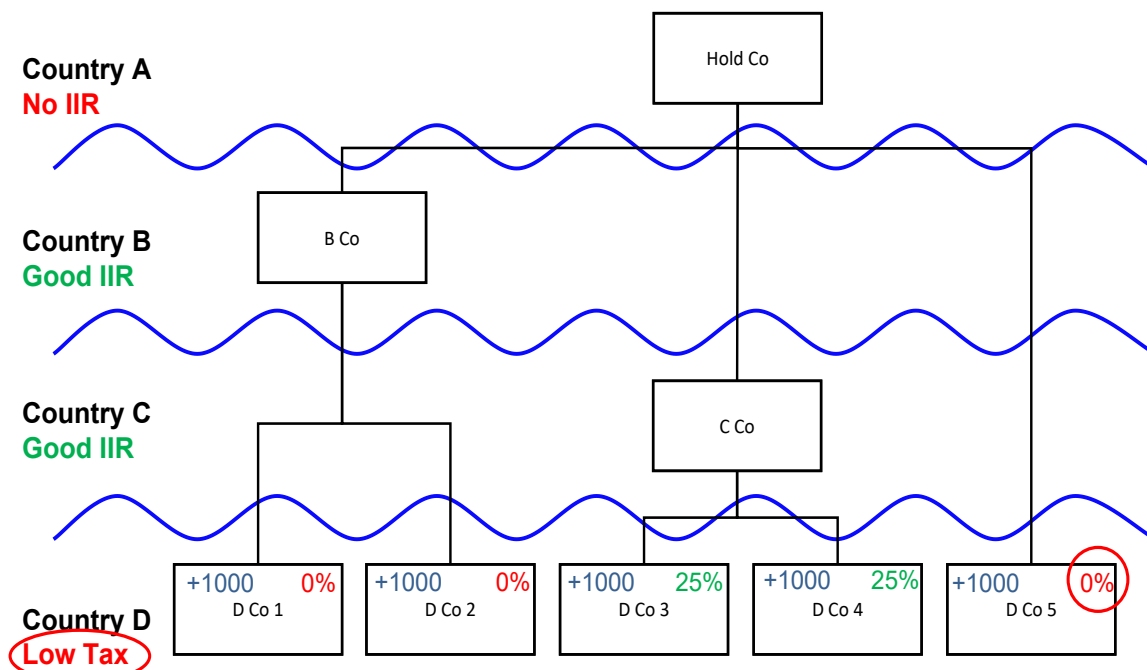 Hold Co
Country A
No IIR
B Co
Country B
Good IIR
Country C
Good IIR
C Co
+1000 0% +1000 0% +1000 25% +1000 25% +1000 0%
D Co 1 D Co 2 D Co 3 D Co 4 D Co 5
Country D
Low Tax